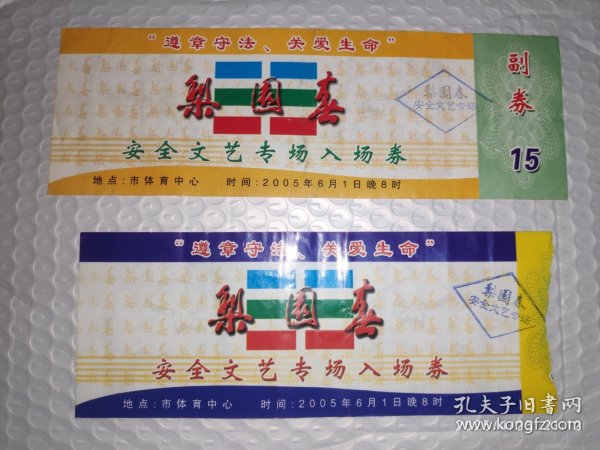 “遵章守法、关爱生命”
梨园春
安全文艺专场入场券
地点:市体育中心 时间:2005年6月1日晚8时
梨園春
安全文艺专场
副券
15
“遵章守法、关爱生命”
梨园春
安全文艺专场入场券
地点:市体育中心 时间:2005年6月1日晚8时
梨園春
安全文艺专场
孔夫子旧书网
www.kongfz.com